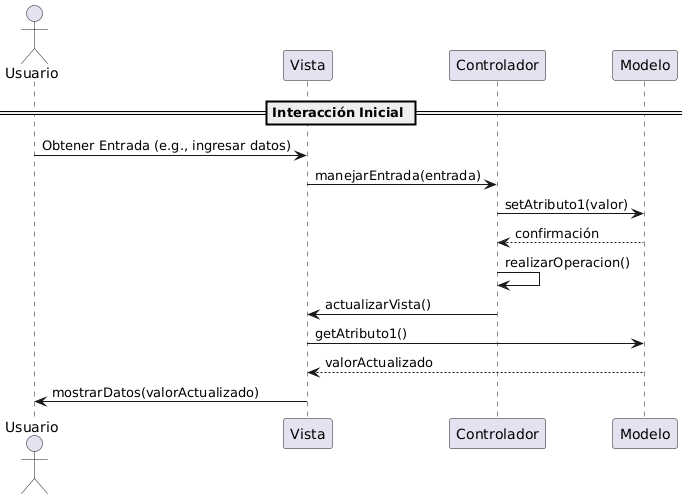 Usuario
Vista
Controlador
Modelo
Interacción Inicial
Obtener Entrada (e.g., ingresar datos)
manejarEntrada(entrada)
setAtributo1(valor)
confirmación
realizarOperacion()
actualizarVista()
getAtributo1()
valorActualizado
mostrarDatos(valorActualizado)
Usuario
Vista
Controlador
Modelo